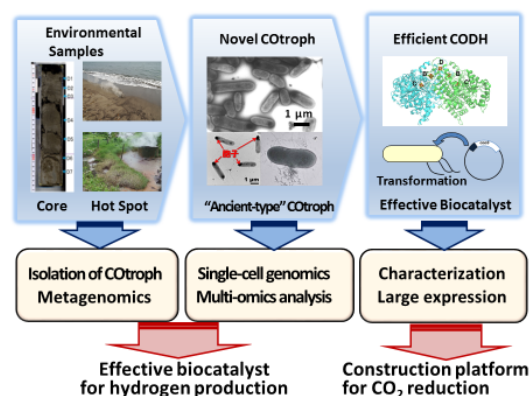 Environmental
Samples
Core
Hot Spot
Novel COtroph
1 μm
1 μm
"Ancient-type" COtroph
Efficient CODH
D
B
B
C
C
Transformation
Effective Biocatalyst
Isolation of COtroph
Metagenomics
Single-cell genomics
Multi-omics analysis
Characterization
Large expression
Effective biocatalyst
for hydrogen production
Construction platform
for CO₂ reduction